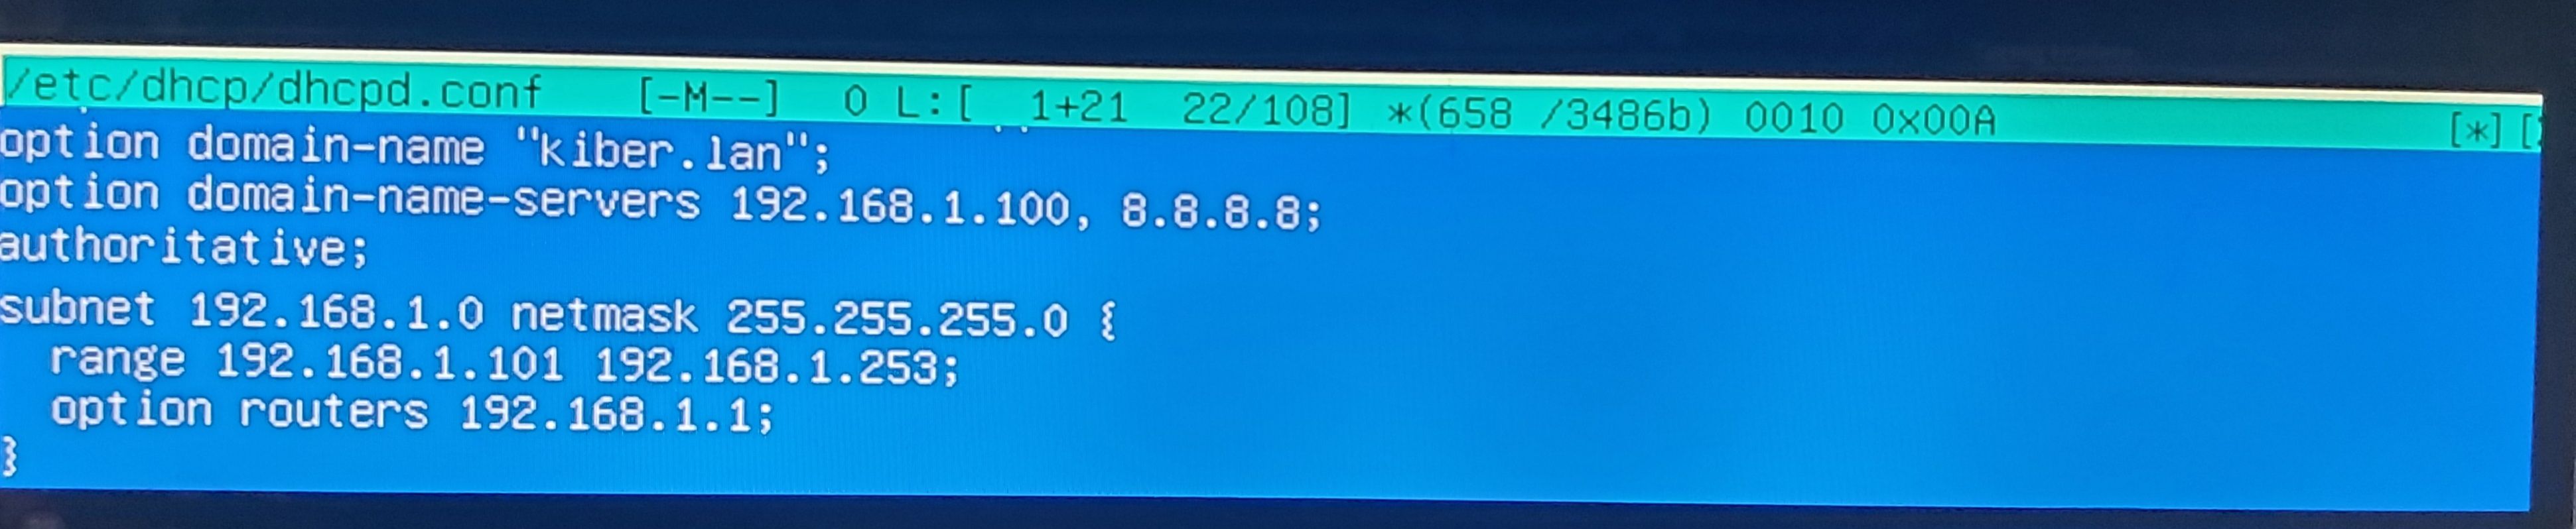 /etc/dhcp/dhcpd.conf [-M--] 0 L:[ 1+21 22/108] *(658 /3486b) 0010 0x00A [*][
option domain-name "kiber.lan";
option domain-name-servers 192.168.1.100, 8.8.8.8;
authoritative;
subnet 192.168.1.0 netmask 255.255.255.0 {
range 192.168.1.101 192.168.1.253;
option routers 192.168.1.1;
}